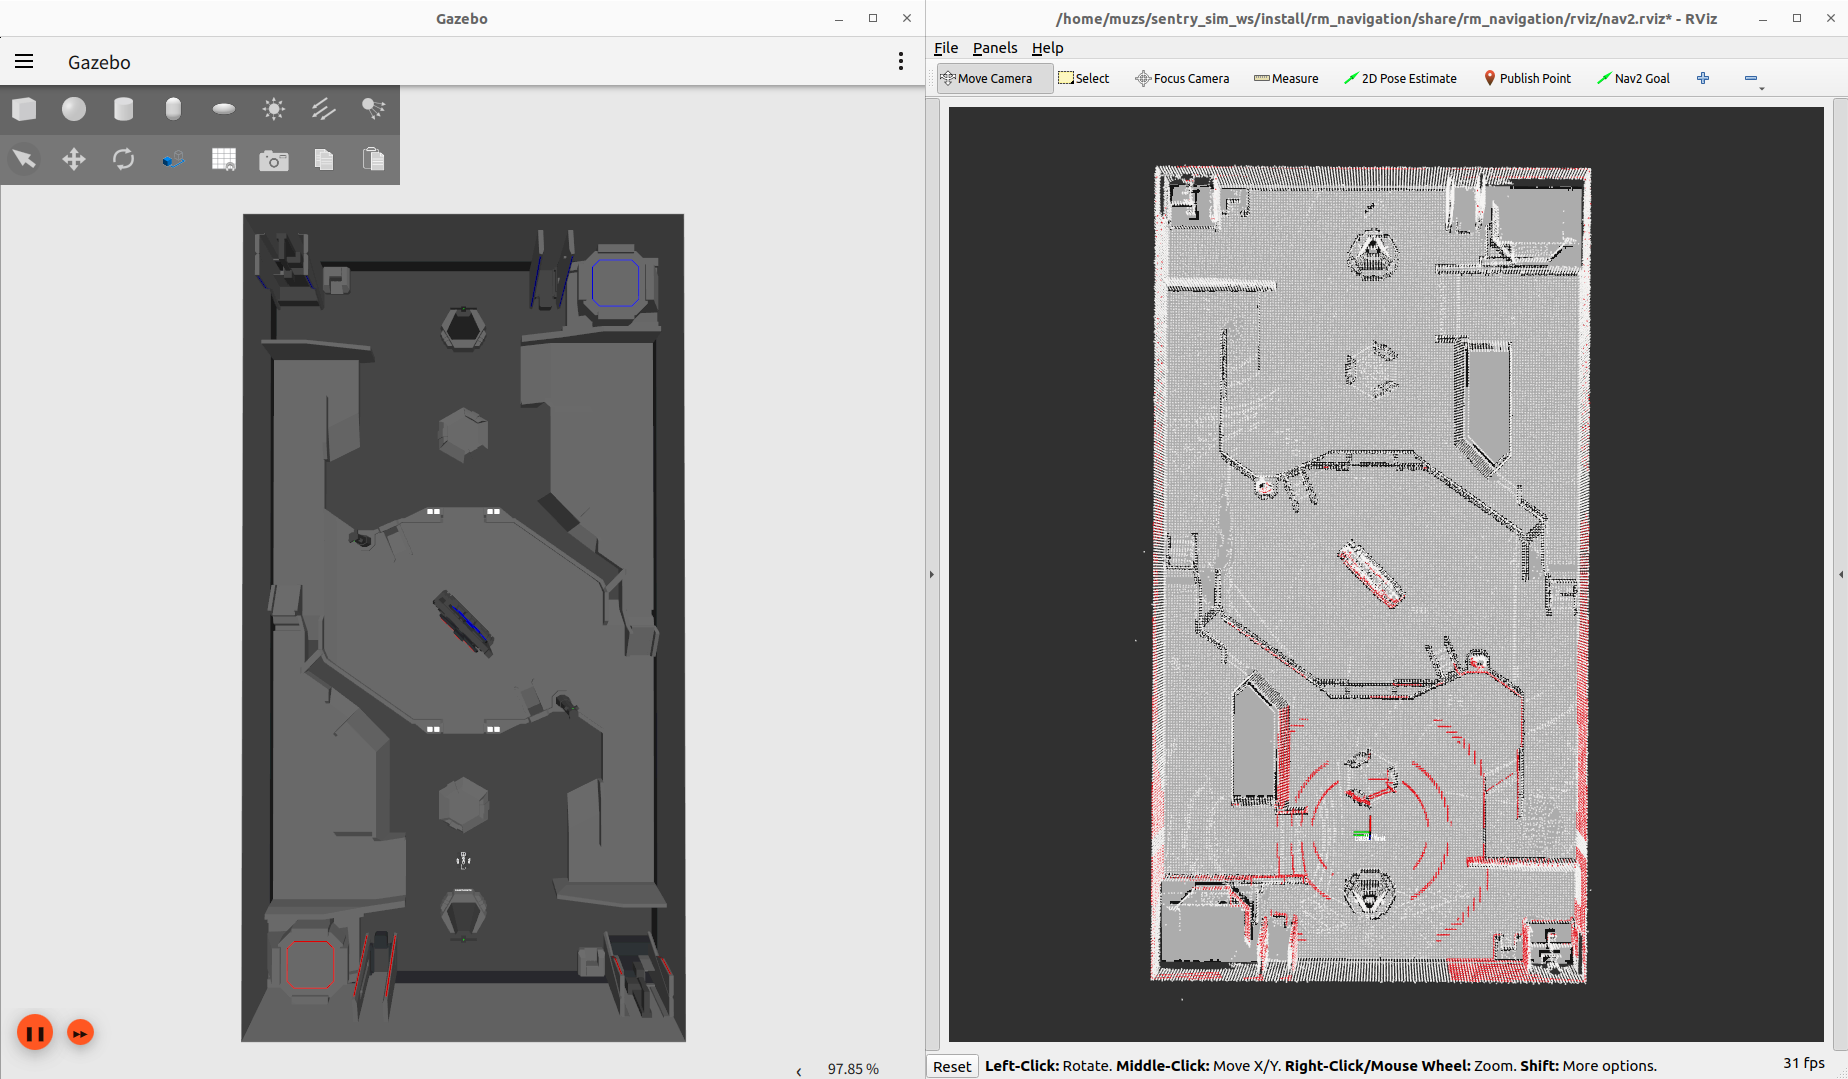 Gazebo
/home/muzs/sentry_sim_ws/install/rm_navigation/share/rm_navigation/rviz/nav2.rviz* - RViz
Gazebo
File Panels Help
Move Camera Select Focus Camera Measure 2D Pose Estimate Publish Point Nav2 Goal
97.85 %
Reset Left-Click: Rotate. Middle-Click: Move X/Y. Right-Click/Mouse Wheel: Zoom. Shift: More options. 31 fps